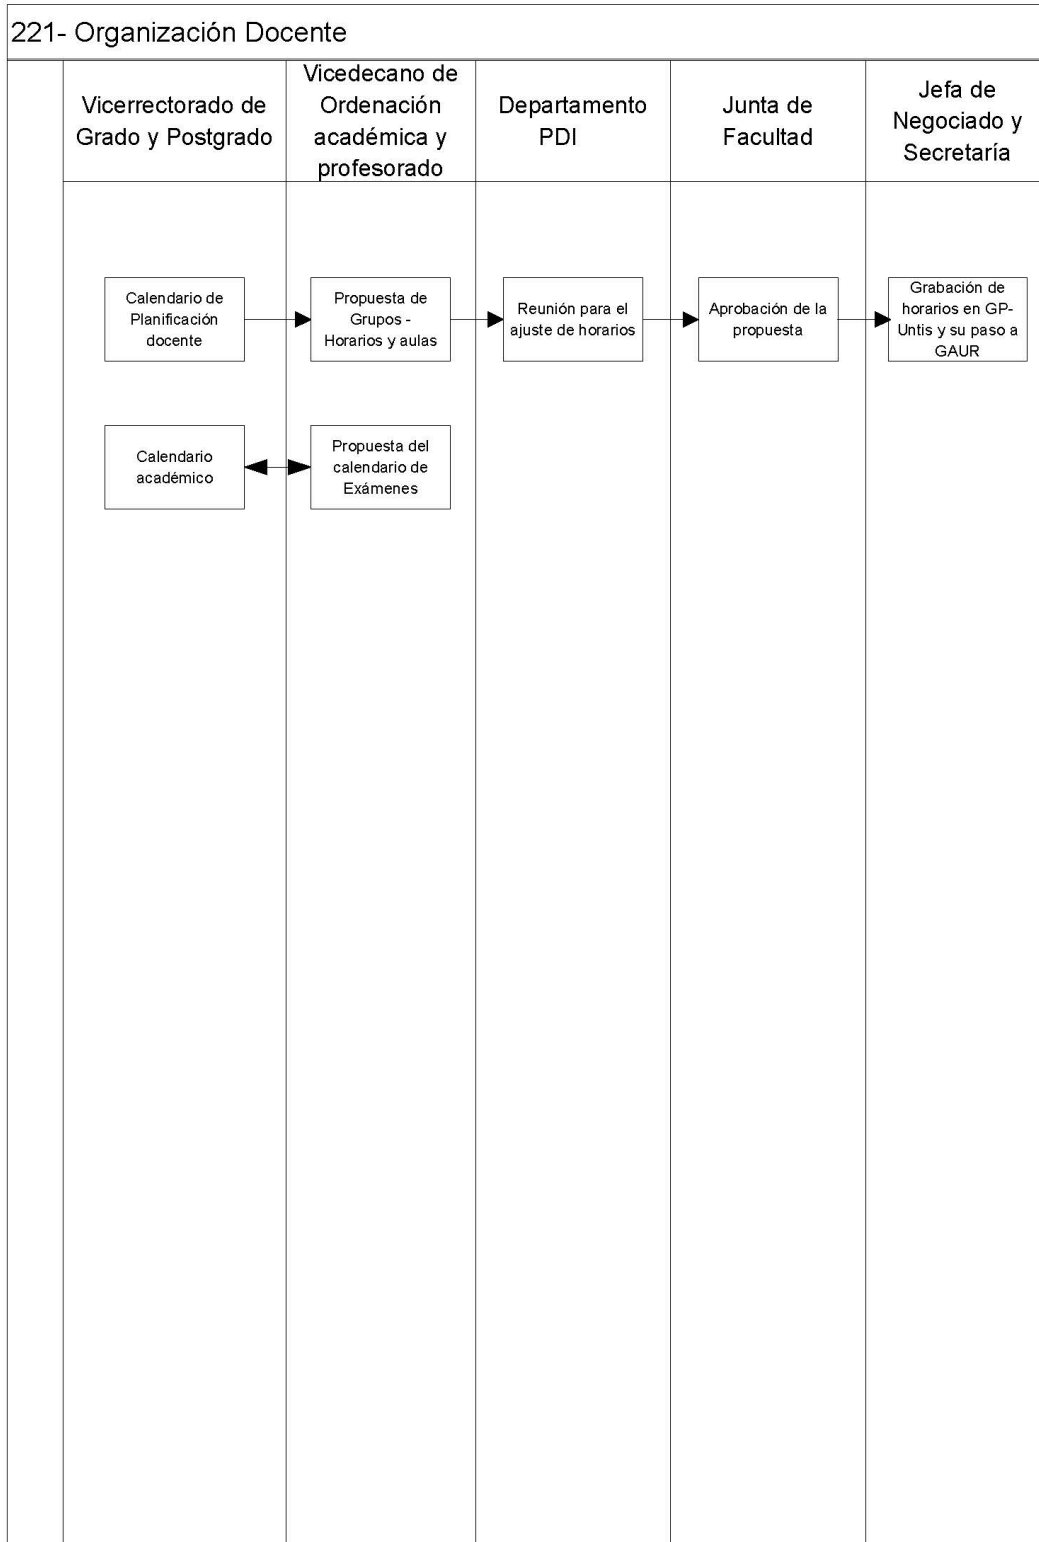 221- Organización Docente
Vicerrectorado de
Grado y Postgrado
Vicedecano de
Ordenación
académica y
profesorado
Departamento
PDI
Junta de
Facultad
Jefa de
Negociado y
Secretaría
Calendario de
Planificación
docente
Propuesta de
Grupos -
Horarios y aulas
Reunión para el
ajuste de horarios
Aprobación de la
propuesta
Grabación de
horarios en GP-
Untis y su paso a
GAUR
Calendario
académico
Propuesta del
calendario de
Exámenes